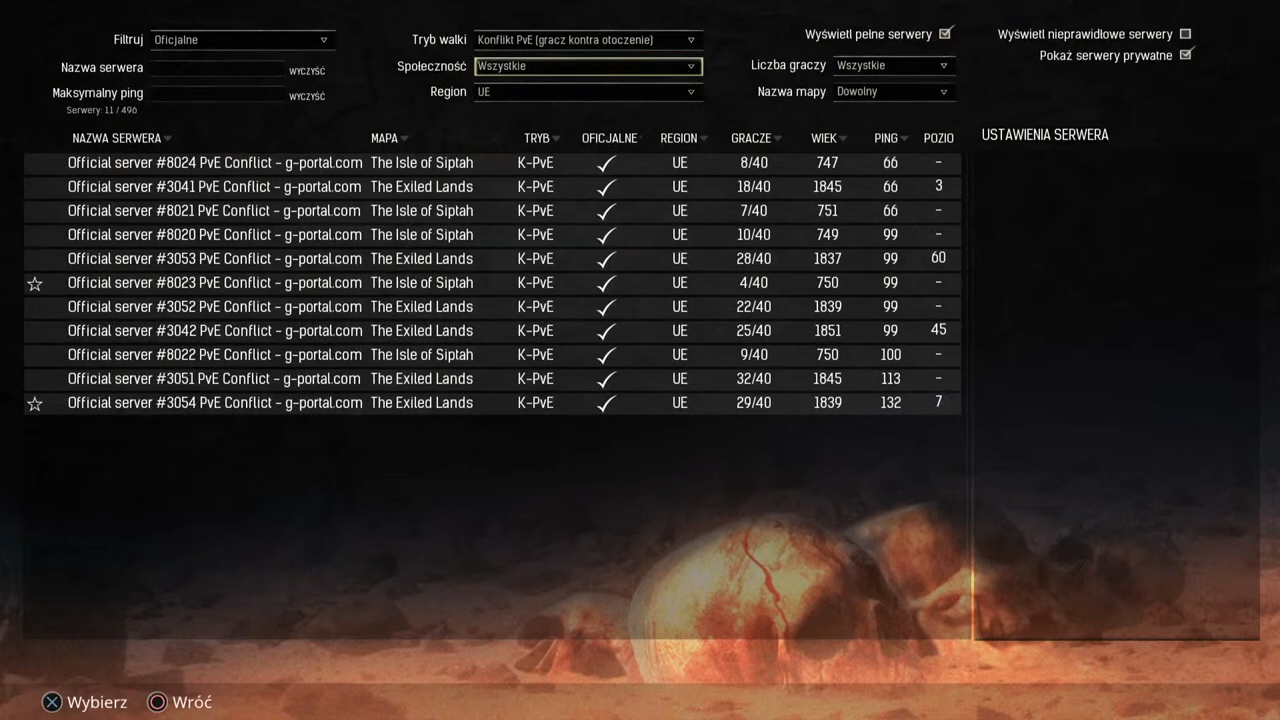 Filtruj Oficjalne Tryb walki Konflikt PvE (gracz kontra otoczenie) Wyświetl pełne serwery Wyświetl nieprawidłowe serwery
Nazwa serwera WYCZYŚĆ Społeczność Wszystkie Liczba graczy Wszystkie Pokaż serwery prywatne
Maksymalny ping WYCZYŚĆ Region UE Nazwa mapy Dowolny
Serwery: 11 / 496
NAZWA SERWERA MAPA TRYB OFICJALNE REGION GRACZE WIEK PING POZIO USTAWIENIA SERWERA
Official server #8024 PvE Conflict - g-portal.com The Isle of Siptah K-PvE UE 8/40 747 66 -
Official server #3041 PvE Conflict - g-portal.com The Exiled Lands K-PvE UE 18/40 1845 66 3
Official server #8021 PvE Conflict - g-portal.com The Isle of Siptah K-PvE UE 7/40 751 66 -
Official server #8020 PvE Conflict - g-portal.com The Isle of Siptah K-PvE UE 10/40 749 99 -
Official server #3053 PvE Conflict - g-portal.com The Exiled Lands K-PvE UE 28/40 1837 99 60
Official server #8023 PvE Conflict - g-portal.com The Isle of Siptah K-PvE UE 4/40 750 99 -
Official server #3052 PvE Conflict - g-portal.com The Exiled Lands K-PvE UE 22/40 1839 99 -
Official server #3042 PvE Conflict - g-portal.com The Exiled Lands K-PvE UE 25/40 1851 99 45
Official server #8022 PvE Conflict - g-portal.com The Isle of Siptah K-PvE UE 9/40 750 100 -
Official server #3051 PvE Conflict - g-portal.com The Exiled Lands K-PvE UE 32/40 1845 113 -
Official server #3054 PvE Conflict - g-portal.com The Exiled Lands K-PvE UE 29/40 1839 132 7
Wybierz Wróć